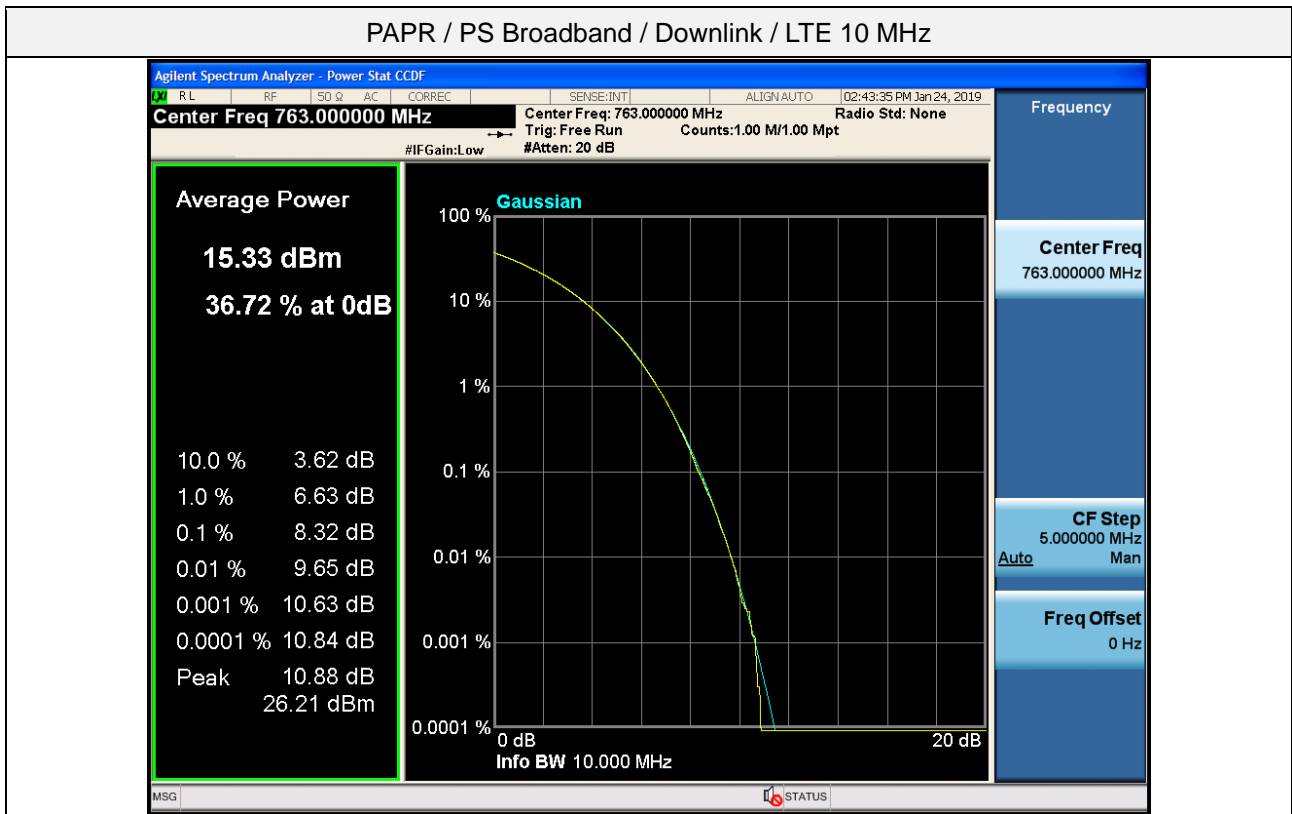 PAPR / PS Broadband / Downlink / LTE 10 MHz
Agilent Spectrum Analyzer - Power Stat CCDF
LXI RL RF 50 Ω AC CORREC SENSE:INT ALIGN AUTO 02:43:35 PM Jan 24, 2019
Center Freq 763.000000 MHz
Center Freq: 763.000000 MHz Radio Std: None
Trig: Free Run Counts:1.00 M/1.00 Mpt
#IFGain:Low #Atten: 20 dB
Frequency
Average Power
15.33 dBm
36.72 % at 0dB
10.0 % 3.62 dB
1.0 % 6.63 dB
0.1 % 8.32 dB
0.01 % 9.65 dB
0.001 % 10.63 dB
0.0001 % 10.84 dB
Peak 10.88 dB
26.21 dBm
Gaussian
100 %
10 %
1 %
0.1 %
0.01 %
0.001 %
0.0001 %
0 dB 20 dB
Info BW 10.000 MHz
Center Freq
763.000000 MHz
CF Step
5.000000 MHz
Auto Man
Freq Offset
0 Hz
MSG STATUS